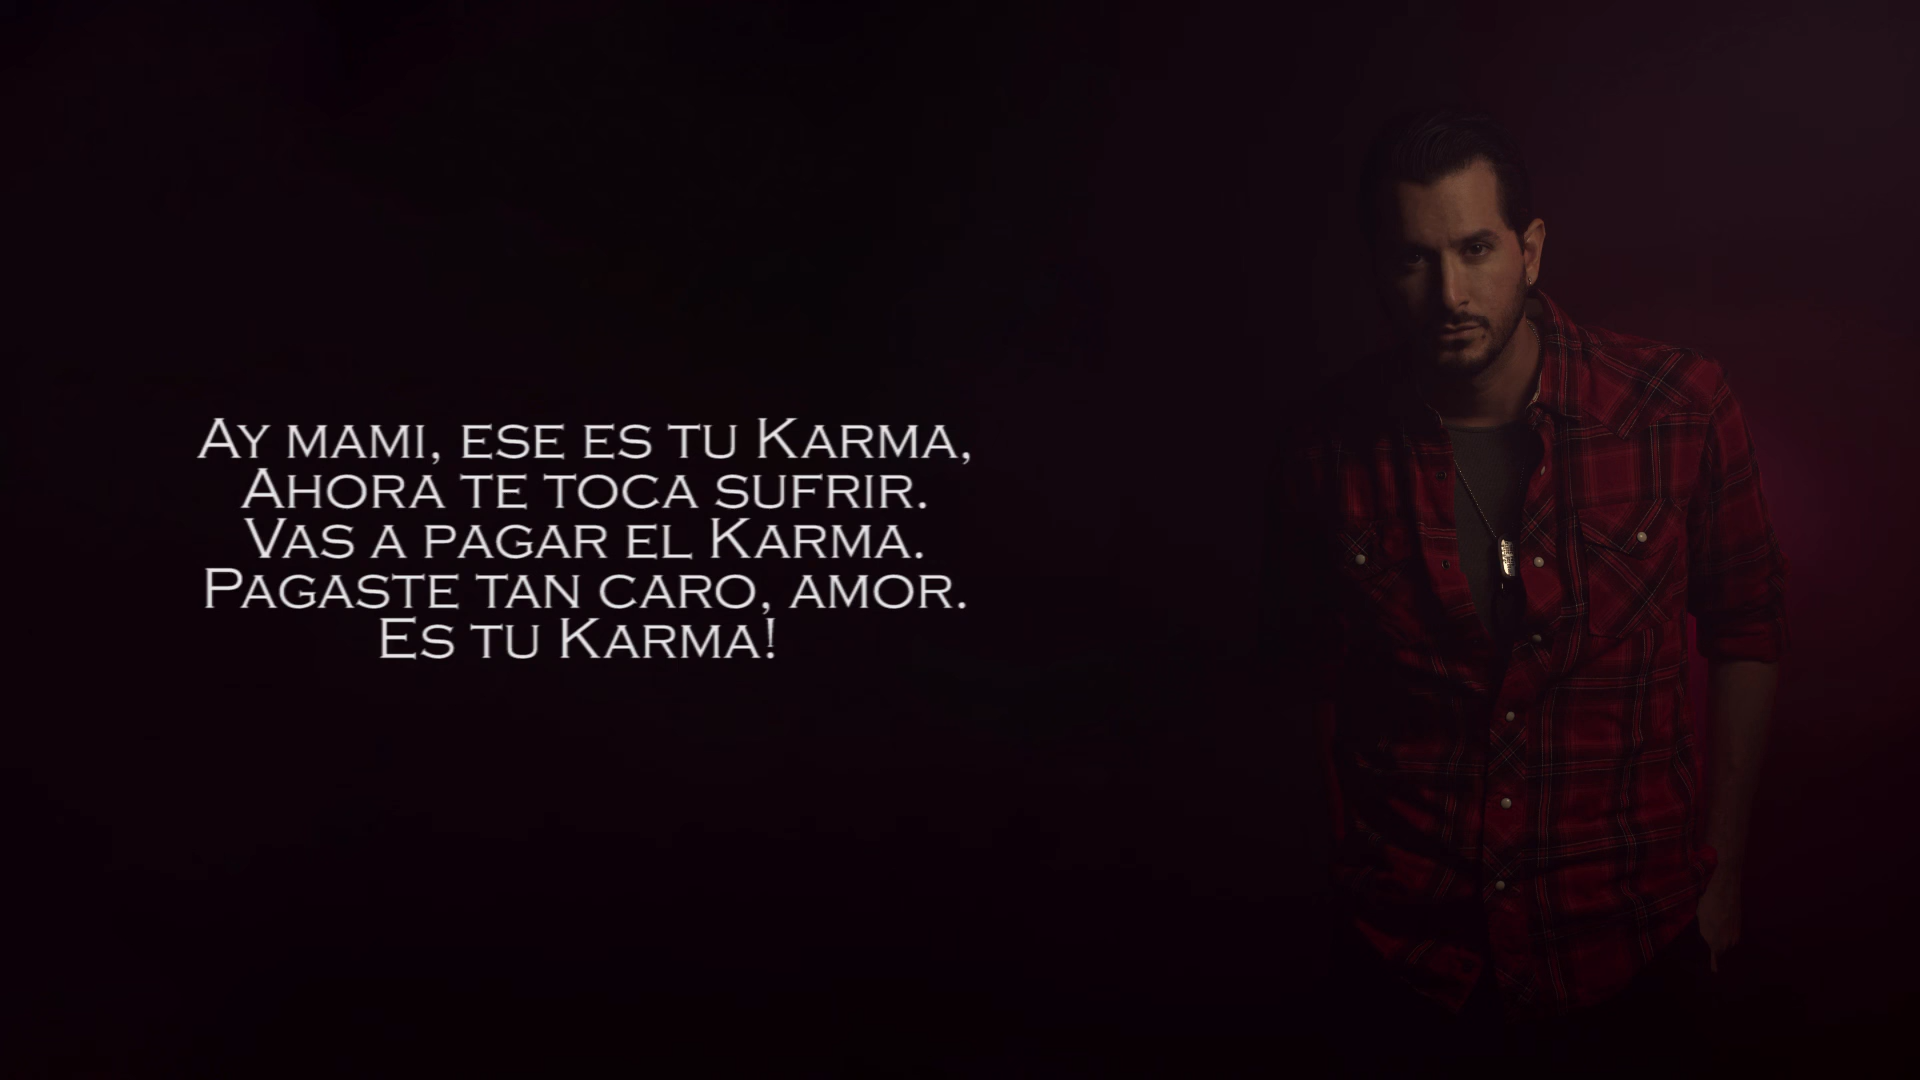 Ay mami, ese es tu Karma,
Ahora te toca sufrir.
Vas a pagar el Karma.
Pagaste tan caro, amor.
Es tu Karma!